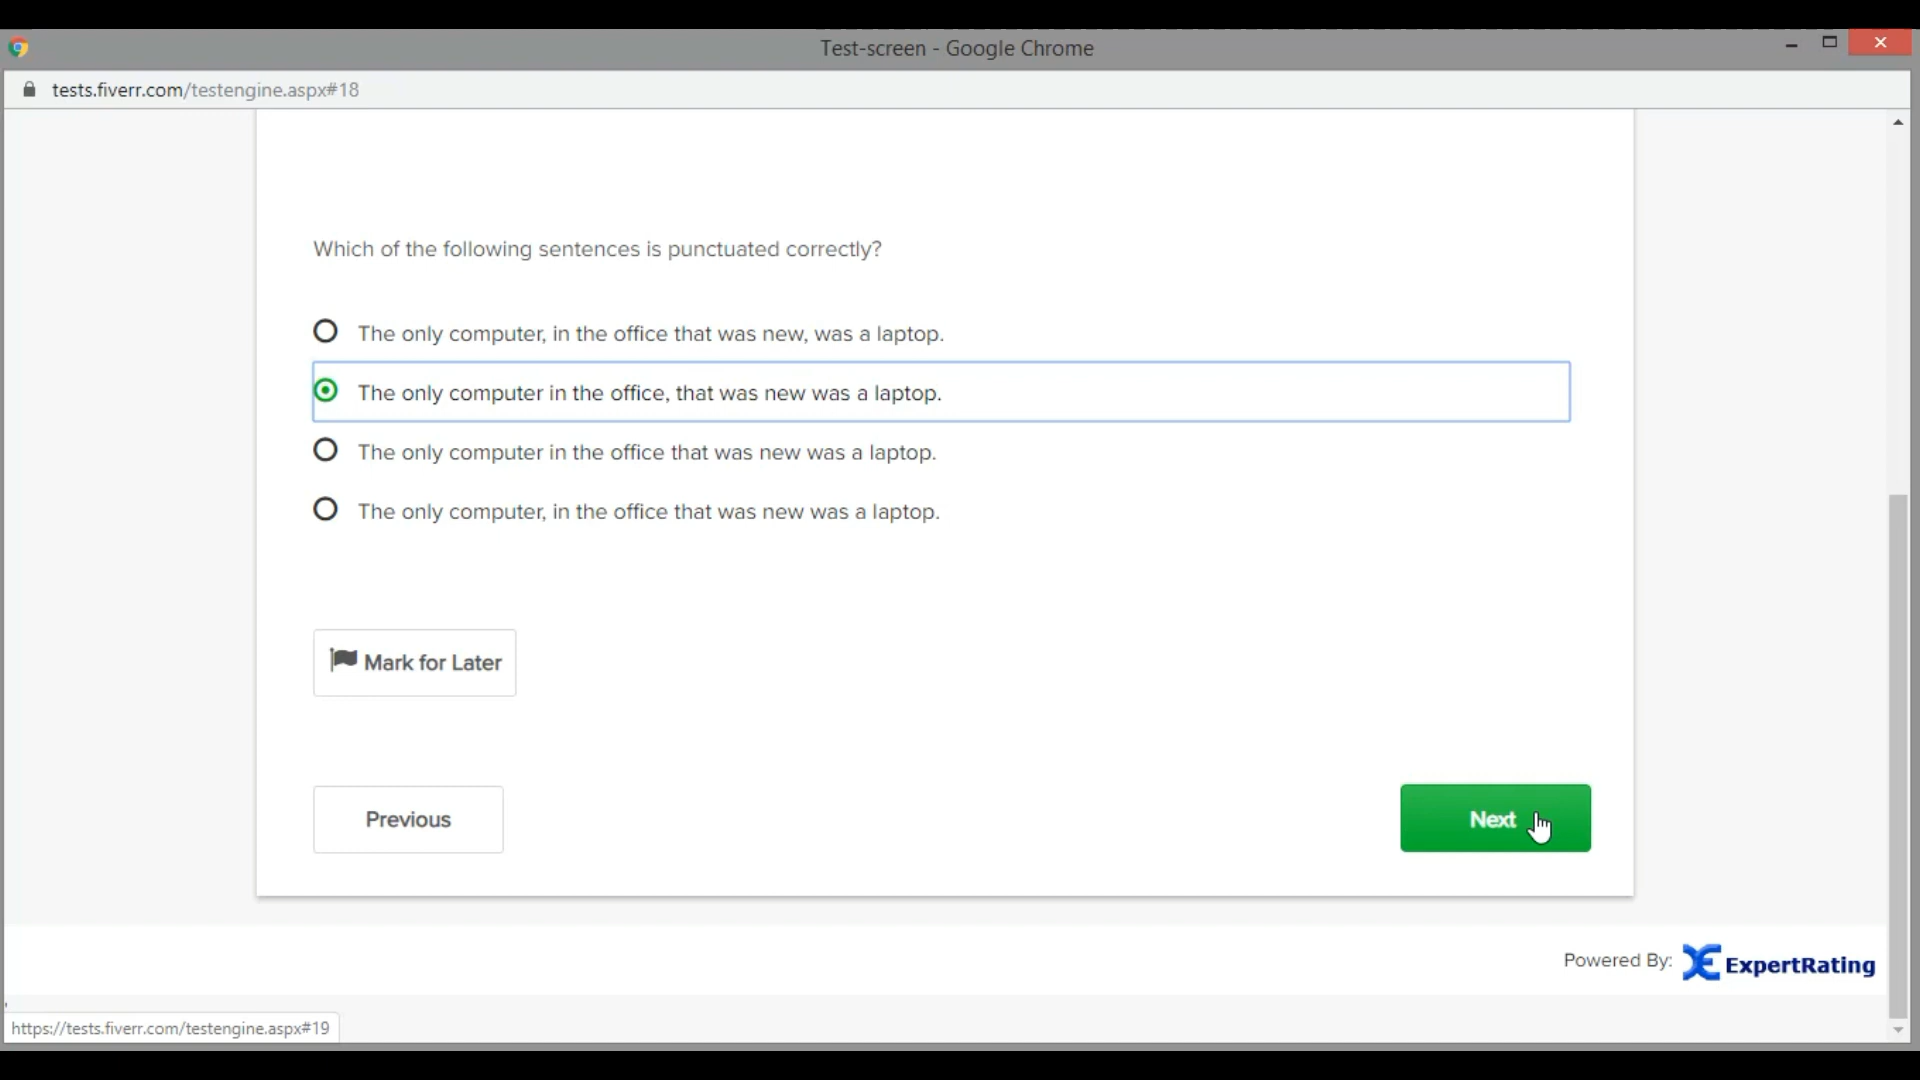 Test-screen - Google Chrome
tests.fiverr.com/testengine.aspx#18
Which of the following sentences is punctuated correctly?
The only computer, in the office that was new, was a laptop.
The only computer in the office, that was new was a laptop.
The only computer in the office that was new was a laptop.
The only computer, in the office that was new was a laptop.
Mark for Later
Previous
Next
Powered By: ExpertRating
https://tests.fiverr.com/testengine.aspx#19